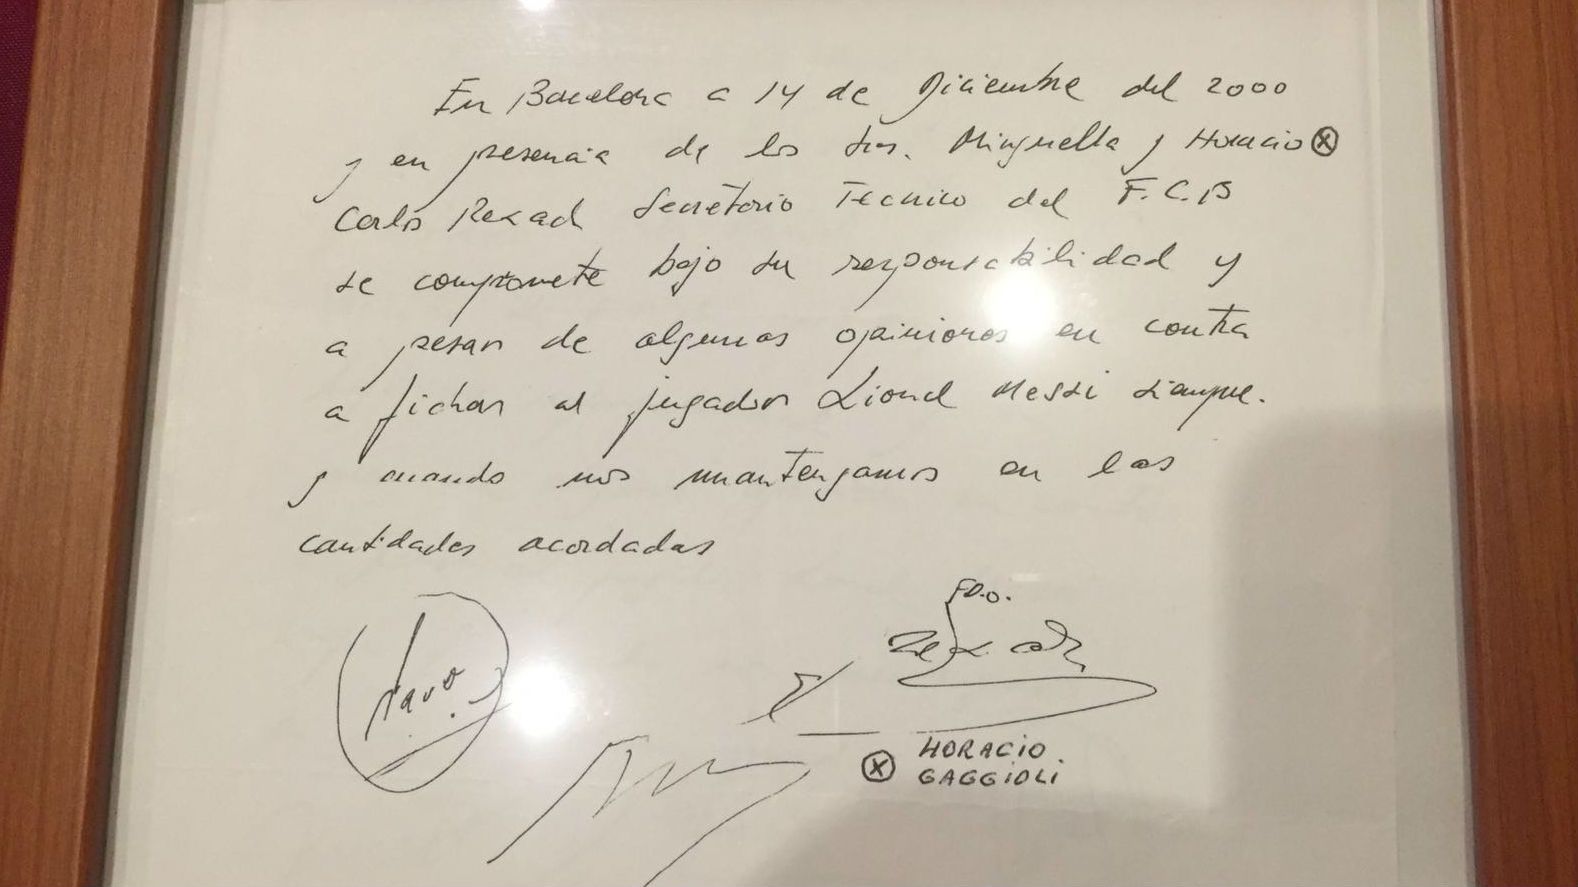 En Barcelona a 14 de Diciembre del 2000
y en presencia de los Srs. Minguella y Horacio ⓧ
Carlos Rexach Secretario Tecnico del F.C.B
se compromete bajo su responsabilidad y
a pesar de algunas opiniones en contra
a fichar al jugador Lionel Messi siempre.
y cuando nos mantengamos en las
cantidades acordadas
FDO.
Rexach
ⓧ HORACIO
GAGGIOLI